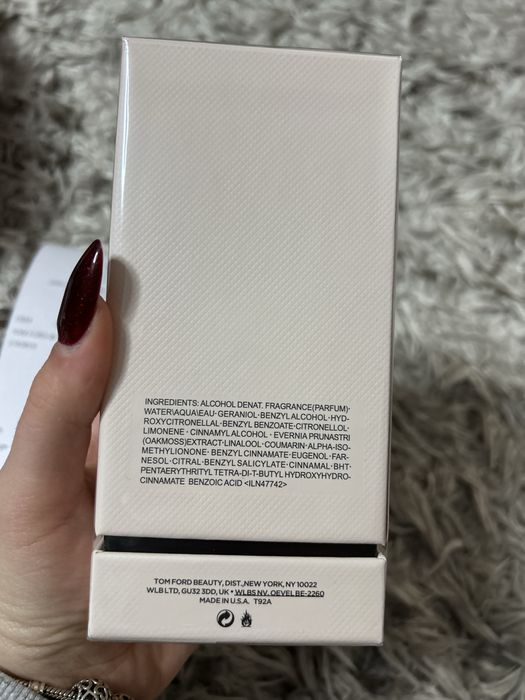 INGREDIENTS: ALCOHOL DENAT. FRAGRANCE(PARFUM)·
WATER\AQUA\EAU·GERANIOL·BENZYL ALCOHOL·HYD-
ROXYCITRONELLAL·BENZYL BENZOATE·CITRONELLOL·
LIMONENE · CINNAMYL ALCOHOL · EVERNIA PRUNASTRI
(OAKMOSS)EXTRACT·LINALOOL·COUMARIN·ALPHA-ISO-
METHYLIONONE· BENZYL CINNAMATE·EUGENOL·FAR-
NESOL·CITRAL·BENZYL SALICYLATE·CINNAMAL·BHT·
PENTAERYTHRITYL TETRA-DI-T-BUTYL HYDROXYHYDRO-
CINNAMATE BENZOIC ACID <ILN47742>
TOM FORD BEAUTY, DIST.,NEW YORK, NY 10022
WLB LTD, GU32 3DD, UK • WLBS NV, OEVEL BE-2260
MADE IN U.S.A. T92A